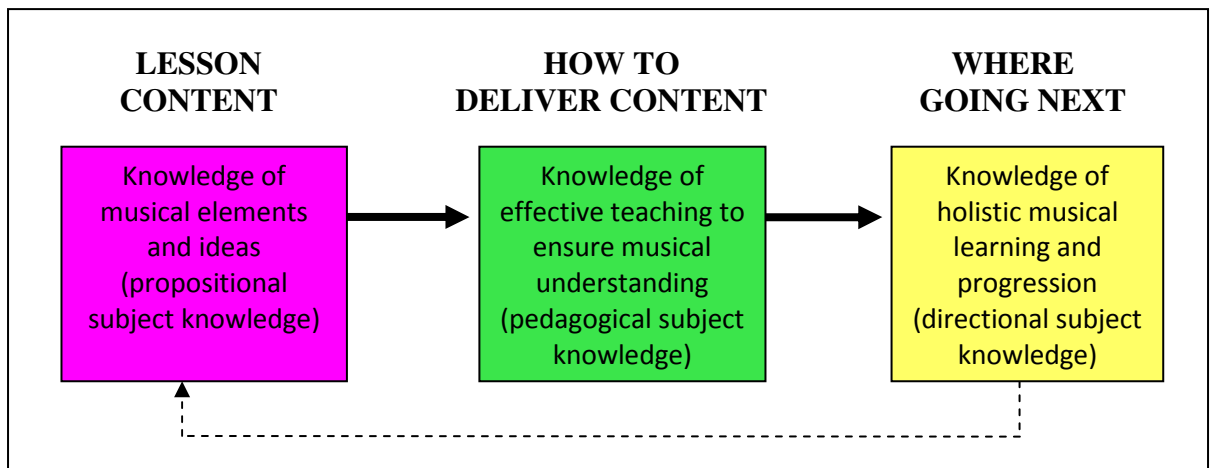 LESSON
CONTENT
HOW TO
DELIVER CONTENT
WHERE
GOING NEXT
Knowledge of
musical elements
and ideas
(propositional
subject knowledge)
Knowledge of
effective teaching to
ensure musical
understanding
(pedagogical subject
knowledge)
Knowledge of
holistic musical
learning and
progression
(directional subject
knowledge)